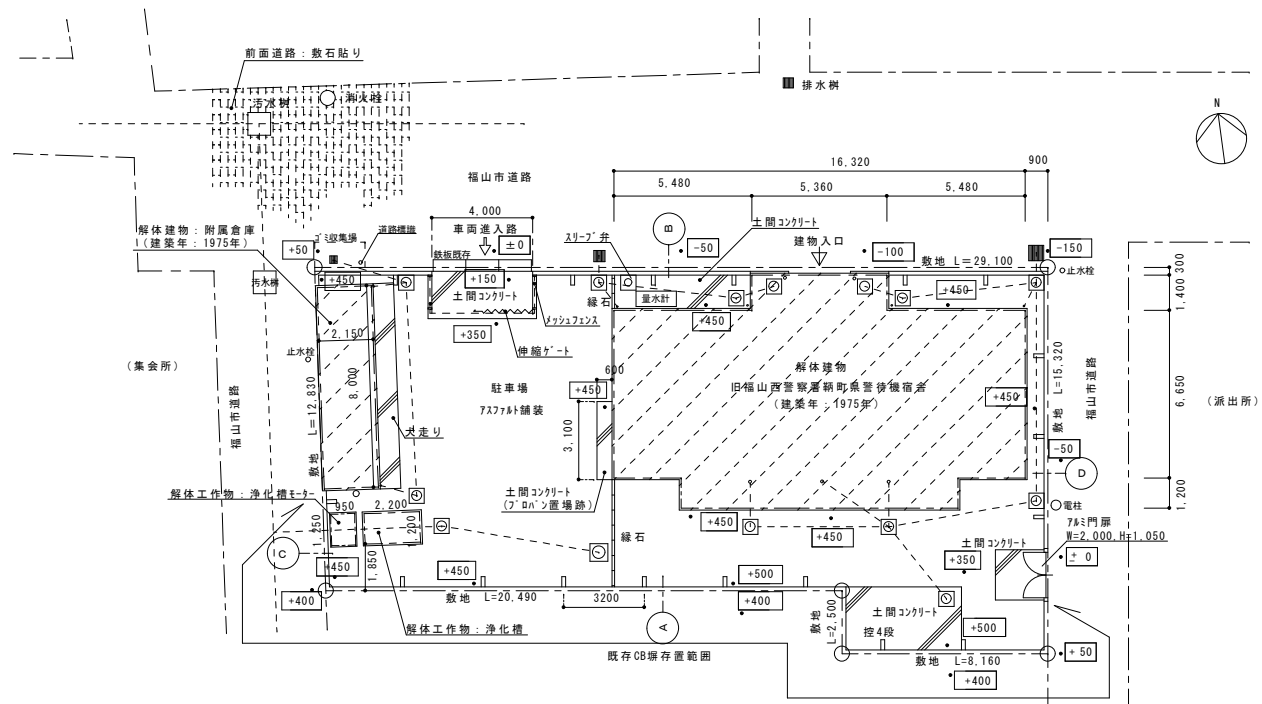 前面道路：敷石貼り
汚水桝
消火栓
排水桝
N
福山市道路
16,320
900
5,480
5,360
5,480
4,000
車両進入路
±0
鉄板既存
+150
土間コンクリート
+350
メッシュフェンス
伸縮ゲート
解体建物：附属倉庫
(建築年：1975年)
ゴミ収集場
道路標識
+50
+450
汚水桝
スリーブ弁
B
-50
土間コンクリート
建物入口
-100
-150
敷地 L=29,100
止水栓
300
1,400
6,650
1,200
縁石
量水計
+450
+450
2,150
8,000
止水栓
(集会所)
福山市道路
敷地 L=12,830
犬走り
駐車場
アスファルト舗装
600
+450
3,100
土間コンクリート
(プロパン置場跡)
解体建物
旧福山西警察署鞆町県警待機宿舎
(建築年：1975年)
+450
敷地 L=15,320
福山市道路
(派出所)
-50
D
電柱
アルミ門扉
W=2,000,H=1,050
± 0
解体工作物：浄化槽モーター
950
2,200
1,250
1,200
1,850
C
+450
+400
+450
敷地 L=20,490
3200
解体工作物：浄化槽
縁石
+450
+450
+500
+400
A
既存CB塀存置範囲
土間コンクリート
+350
敷地
L=2,500
土間コンクリート
控4段
+500
敷地 L=8,160
+400
+ 50